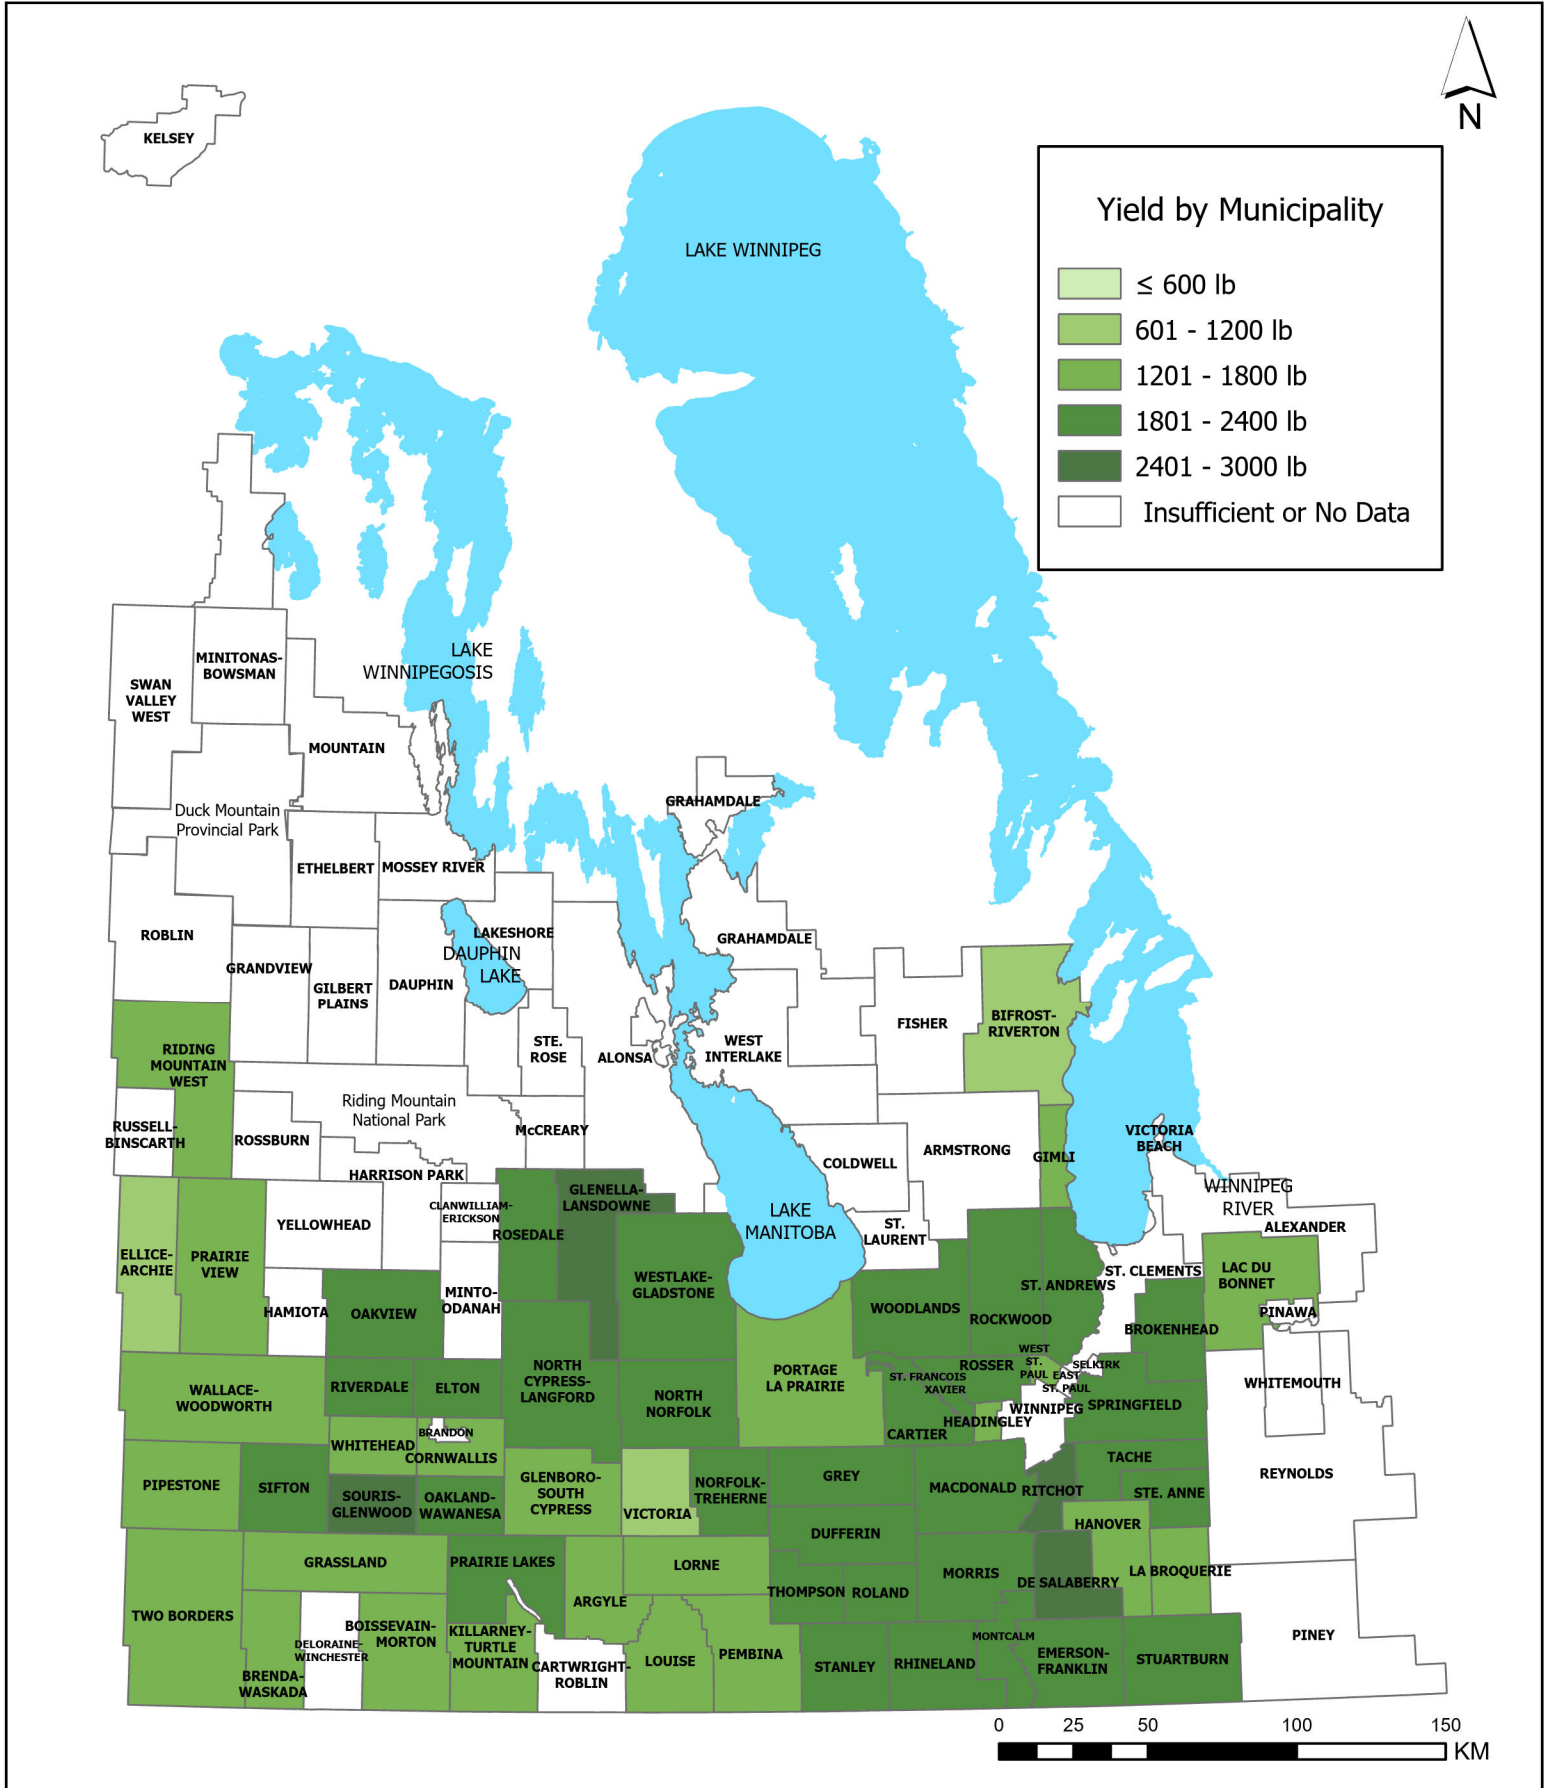 KELSEY
N
Yield by Municipality
≤ 600 lb
601 - 1200 lb
1201 - 1800 lb
1801 - 2400 lb
2401 - 3000 lb
Insufficient or No Data
LAKE WINNIPEG
LAKE
WINNIPEGOSIS
MINITONAS-
BOWSMAN
SWAN
VALLEY
WEST
MOUNTAIN
Duck Mountain
Provincial Park
GRAHAMDALE
ETHELBERT
MOSSEY RIVER
ROBLIN
LAKESHORE
DAUPHIN
LAKE
GRAHAMDALE
GRANDVIEW
GILBERT
PLAINS
DAUPHIN
STE.
ROSE
ALONSA
WEST
INTERLAKE
FISHER
BIFROST-
RIVERTON
RIDING
MOUNTAIN
WEST
Riding Mountain
National Park
RUSSELL-
BINSCARTH
ROSSBURN
McCREARY
HARRISON PARK
COLDWELL
ARMSTRONG
GIMLI
VICTORIA
BEACH
WINNIPEG
RIVER
ALEXANDER
YELLOWHEAD
CLANWILLIAM-
ERICKSON
ROSEDALE
GLENELLA-
LANSDOWNE
LAKE
MANITOBA
ST.
LAURENT
ELLICE-
ARCHIE
PRAIRIE
VIEW
HAMIOTA
OAKVIEW
MINTO-
ODANAH
WESTLAKE-
GLADSTONE
WOODLANDS
ROCKWOOD
ST. ANDREWS
ST. CLEMENTS
LAC DU
BONNET
PINAWA
BROKENHEAD
WALLACE-
WOODWORTH
RIVERDALE
ELTON
NORTH
CYPRESS-
LANGFORD
NORTH
NORFOLK
PORTAGE
LA PRAIRIE
ST. FRANCOIS
XAVIER
ROSSER
WEST
ST.
PAUL
EAST
ST. PAUL
SELKIRK
WINNIPEG
SPRINGFIELD
WHITEMOUTH
HEADINGLEY
CARTIER
WHITEHEAD
BRANDON
CORNWALLIS
PIPESTONE
SIFTON
SOURIS-
GLENWOOD
OAKLAND-
WAWANESA
GLENBORO-
SOUTH
CYPRESS
VICTORIA
NORFOLK-
TREHERNE
GREY
MACDONALD
RITCHOT
TACHE
STE. ANNE
REYNOLDS
DUFFERIN
HANOVER
GRASSLAND
PRAIRIE LAKES
LORNE
ARGYLE
THOMPSON
ROLAND
MORRIS
DE SALABERRY
LA BROQUERIE
TWO BORDERS
BRENDA-
WASKADA
DELORAINE-
WINCHESTER
BOISSEVAIN-
MORTON
KILLARNEY-
TURTLE
MOUNTAIN
CARTWRIGHT-
ROBLIN
LOUISE
PEMBINA
STANLEY
RHINELAND
MONTCALM
EMERSON-
FRANKLIN
STUARTBURN
PINEY
0 25 50 100 150
KM